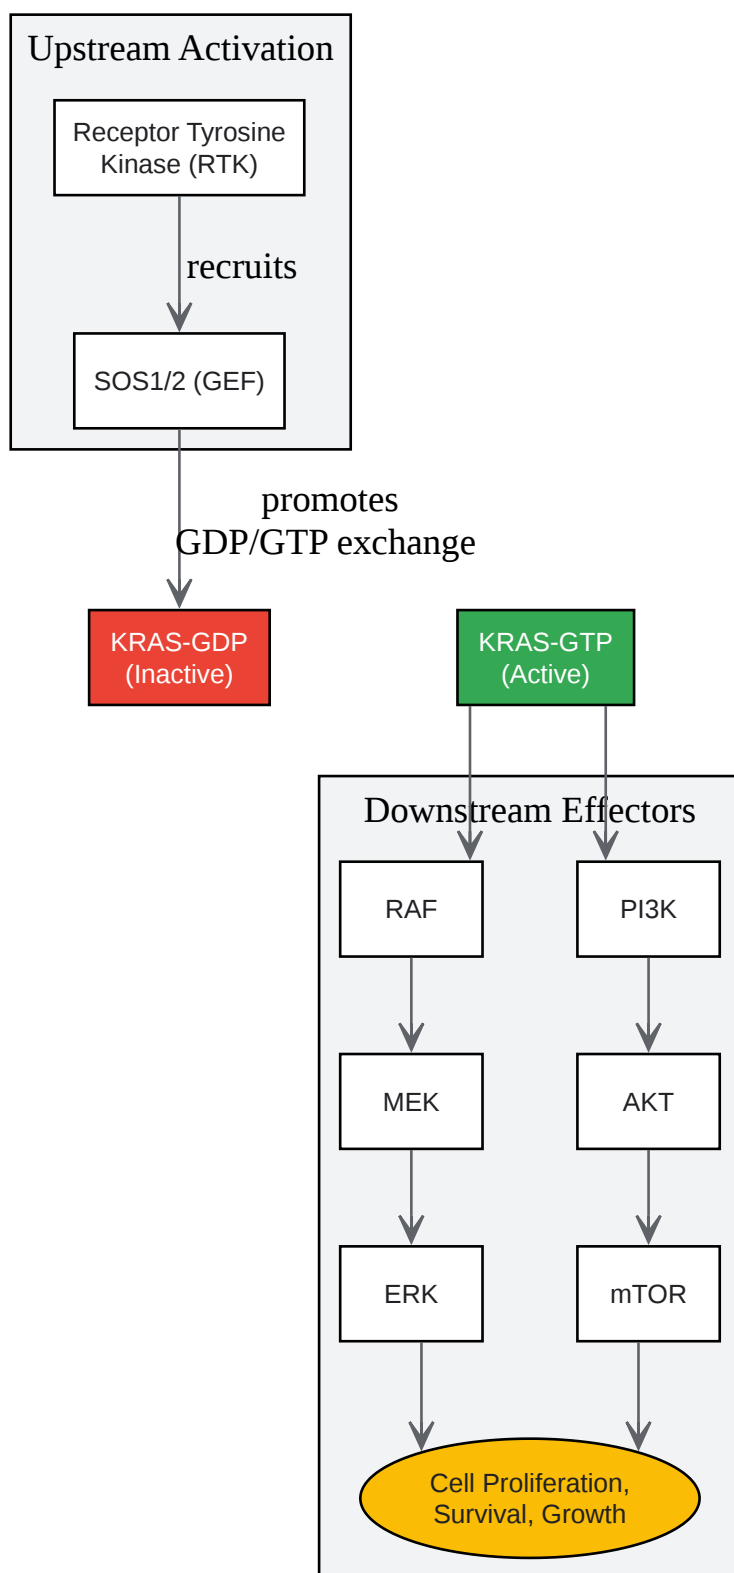 Upstream Activation
Receptor Tyrosine
Kinase (RTK)
recruits
SOS1/2 (GEF)
promotes
GDP/GTP exchange
KRAS-GDP
(Inactive)
KRAS-GTP
(Active)
Downstream Effectors
RAF
PI3K
MEK
AKT
ERK
mTOR
Cell Proliferation,
Survival, Growth